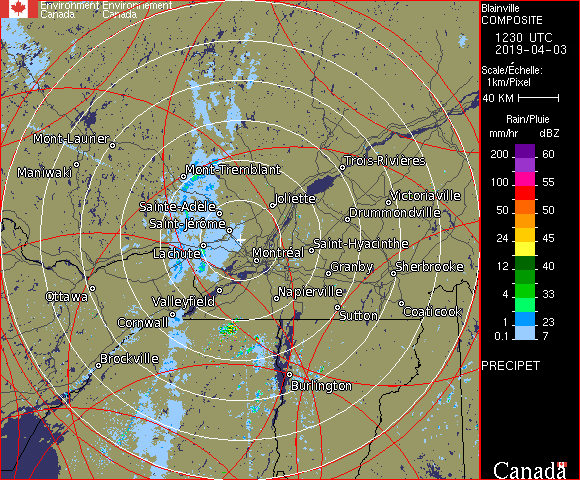 Environment Environnement
Canada Canada
Blainville
COMPOSITE
1230 UTC
2019-04-03
Scale/Échelle:
1km/Pixel
40 KM
Rain/Pluie
mm/hr dBZ
200 60
100 55
50 50
24 45
12 40
4 33
1 23
0.1 7
PRECIPET
Canada
Mont-Laurier
Maniwaki
Mont-Tremblant
Trois-Rivières
Sainte-Adèle
Joliette
Victoriaville
Drummondville
Saint-Jérôme
Saint-Hyacinthe
Lachute
Montréal
Granby
Sherbrooke
Ottawa
Valleyfield
Napierville
Cornwall
Sutton
Coaticook
Brockville
Burlington